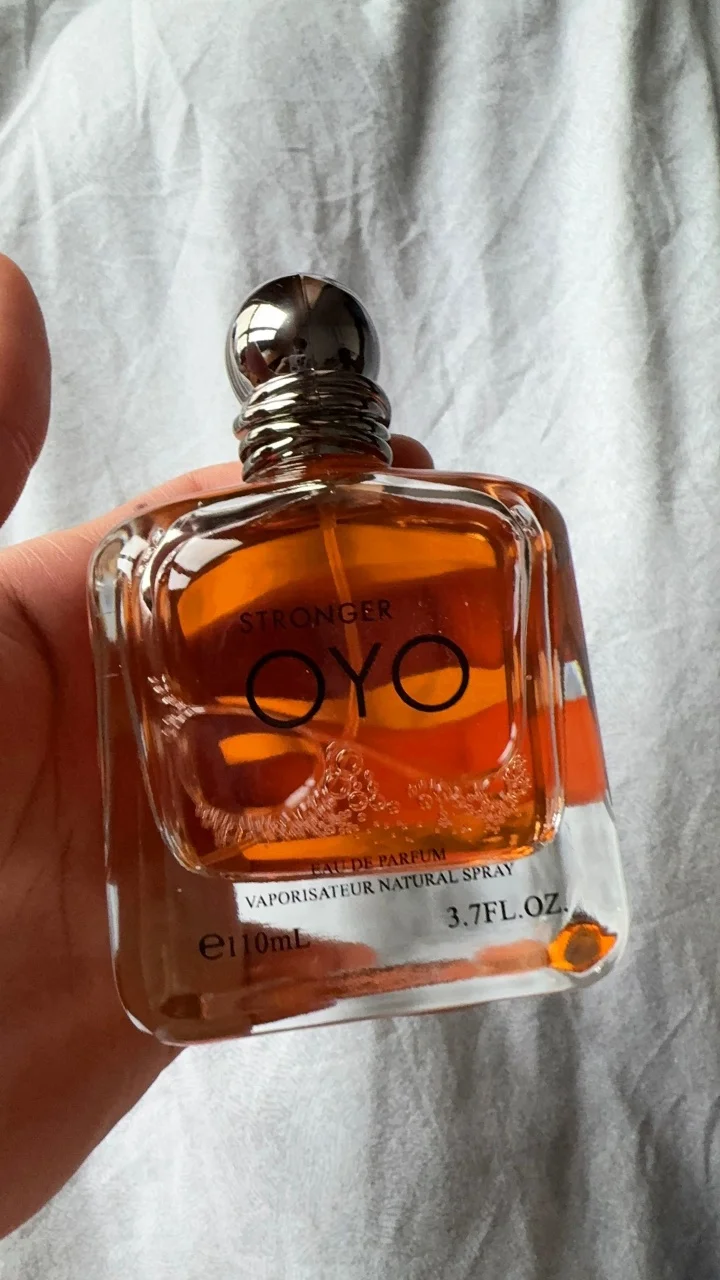 STRONGER
OYO
EAU DE PARFUM
VAPORISATEUR NATURAL SPRAY
3.7FL.OZ.
℮110mL